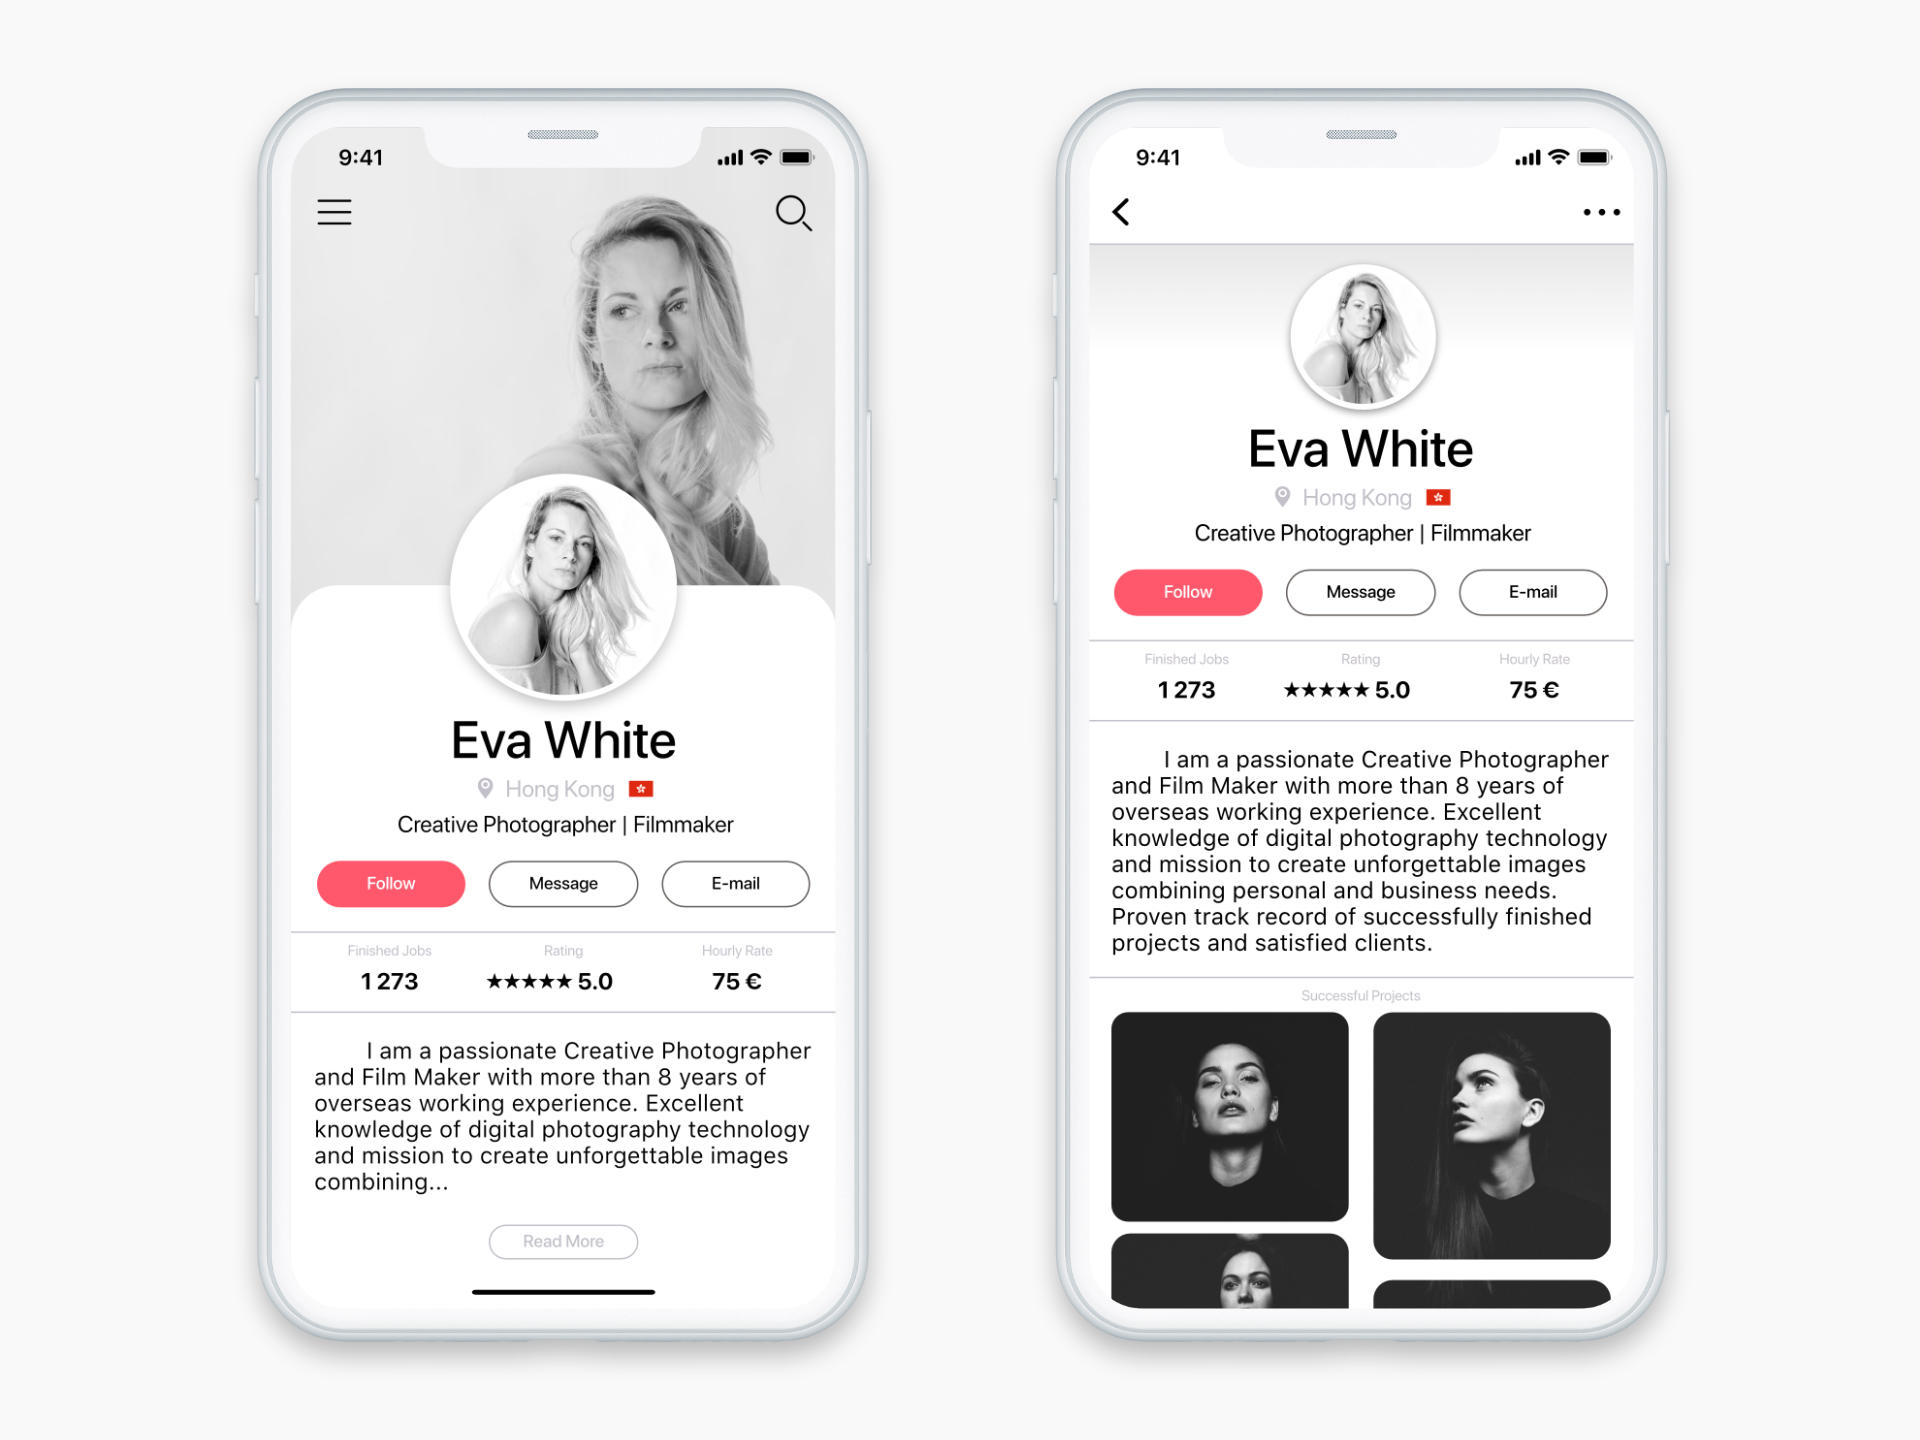 9:41
Eva White
Hong Kong
Creative Photographer | Filmmaker
Follow Message E-mail
Finished Jobs Rating Hourly Rate
1 273 ★★★★★ 5.0 75 €
I am a passionate Creative Photographer
and Film Maker with more than 8 years of
overseas working experience. Excellent
knowledge of digital photography technology
and mission to create unforgettable images
combining...
Read More
9:41
Eva White
Hong Kong
Creative Photographer | Filmmaker
Follow Message E-mail
Finished Jobs Rating Hourly Rate
1 273 ★★★★★ 5.0 75 €
I am a passionate Creative Photographer
and Film Maker with more than 8 years of
overseas working experience. Excellent
knowledge of digital photography technology
and mission to create unforgettable images
combining personal and business needs.
Proven track record of successfully finished
projects and satisfied clients.
Successful Projects